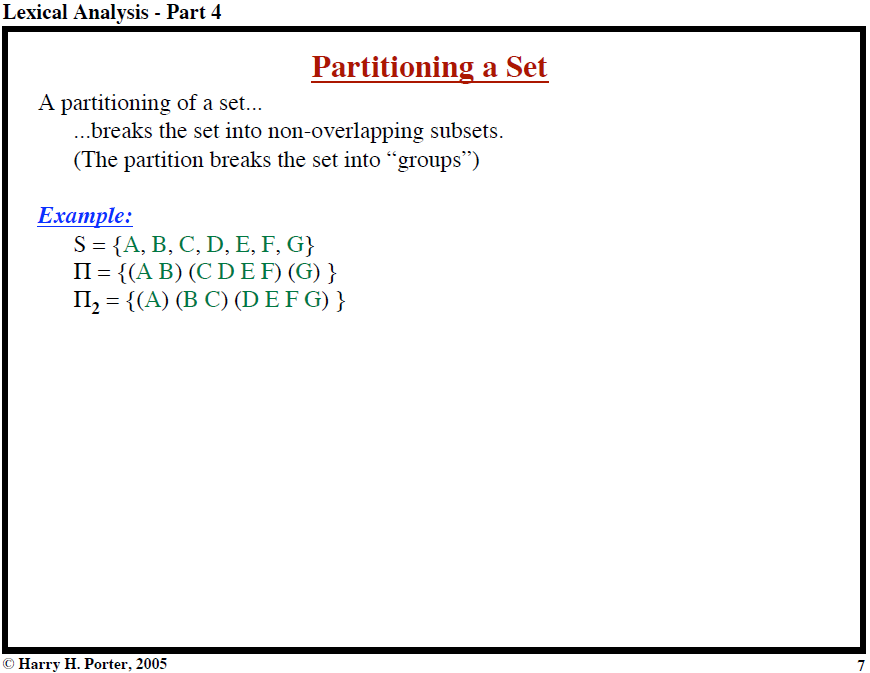 Lexical Analysis - Part 4
Partitioning a Set
A partitioning of a set...
...breaks the set into non-overlapping subsets.
(The partition breaks the set into “groups”)
Example:
S = {A, B, C, D, E, F, G}
Π = {(A B) (C D E F) (G) }
Π₂ = {(A) (B C) (D E F G) }
© Harry H. Porter, 2005
7